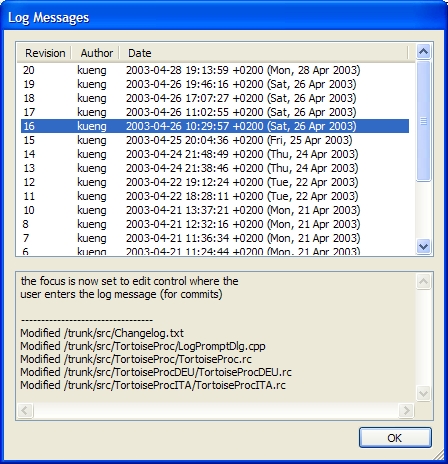 Log Messages
Revision Author Date
20 kueng 2003-04-28 19:13:59 +0200 (Mon, 28 Apr 2003)
19 kueng 2003-04-26 19:46:16 +0200 (Sat, 26 Apr 2003)
18 kueng 2003-04-26 17:07:27 +0200 (Sat, 26 Apr 2003)
17 kueng 2003-04-26 11:02:55 +0200 (Sat, 26 Apr 2003)
16 kueng 2003-04-26 10:29:57 +0200 (Sat, 26 Apr 2003)
15 kueng 2003-04-25 20:04:36 +0200 (Fri, 25 Apr 2003)
14 kueng 2003-04-24 21:48:49 +0200 (Thu, 24 Apr 2003)
13 kueng 2003-04-24 21:38:46 +0200 (Thu, 24 Apr 2003)
12 kueng 2003-04-22 19:12:24 +0200 (Tue, 22 Apr 2003)
11 kueng 2003-04-22 18:28:11 +0200 (Tue, 22 Apr 2003)
10 kueng 2003-04-21 13:37:21 +0200 (Mon, 21 Apr 2003)
8 kueng 2003-04-21 12:32:16 +0200 (Mon, 21 Apr 2003)
7 kueng 2003-04-21 11:36:34 +0200 (Mon, 21 Apr 2003)
6 kueng 2003-04-21 11:24:44 +0200 (Mon, 21 Apr 2003)
the focus is now set to edit control where the
user enters the log message (for commits)
---------------------------------
Modified /trunk/src/Changelog.txt
Modified /trunk/src/TortoiseProc/LogPromptDlg.cpp
Modified /trunk/src/TortoiseProc/TortoiseProc.rc
Modified /trunk/src/TortoiseProcDEU/TortoiseProcDEU.rc
Modified /trunk/src/TortoiseProcITA/TortoiseProcITA.rc
OK